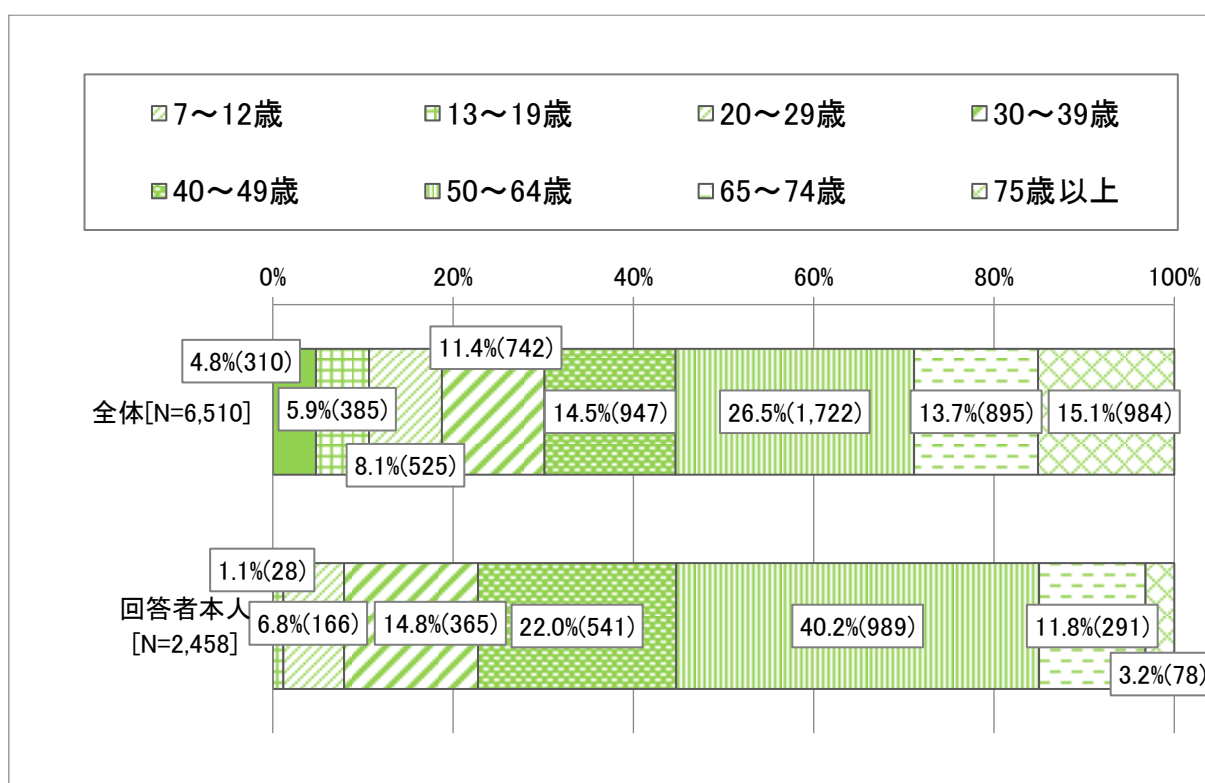 7～12歳 13～19歳 20～29歳 30～39歳
40～49歳 50～64歳 65～74歳 75歳以上
0% 20% 40% 60% 80% 100%
全体[N=6,510]
4.8%(310)
5.9%(385)
8.1%(525)
11.4%(742)
14.5%(947)
26.5%(1,722)
13.7%(895)
15.1%(984)
回答者本人
[N=2,458]
1.1%(28)
6.8%(166)
14.8%(365)
22.0%(541)
40.2%(989)
11.8%(291)
3.2%(78)